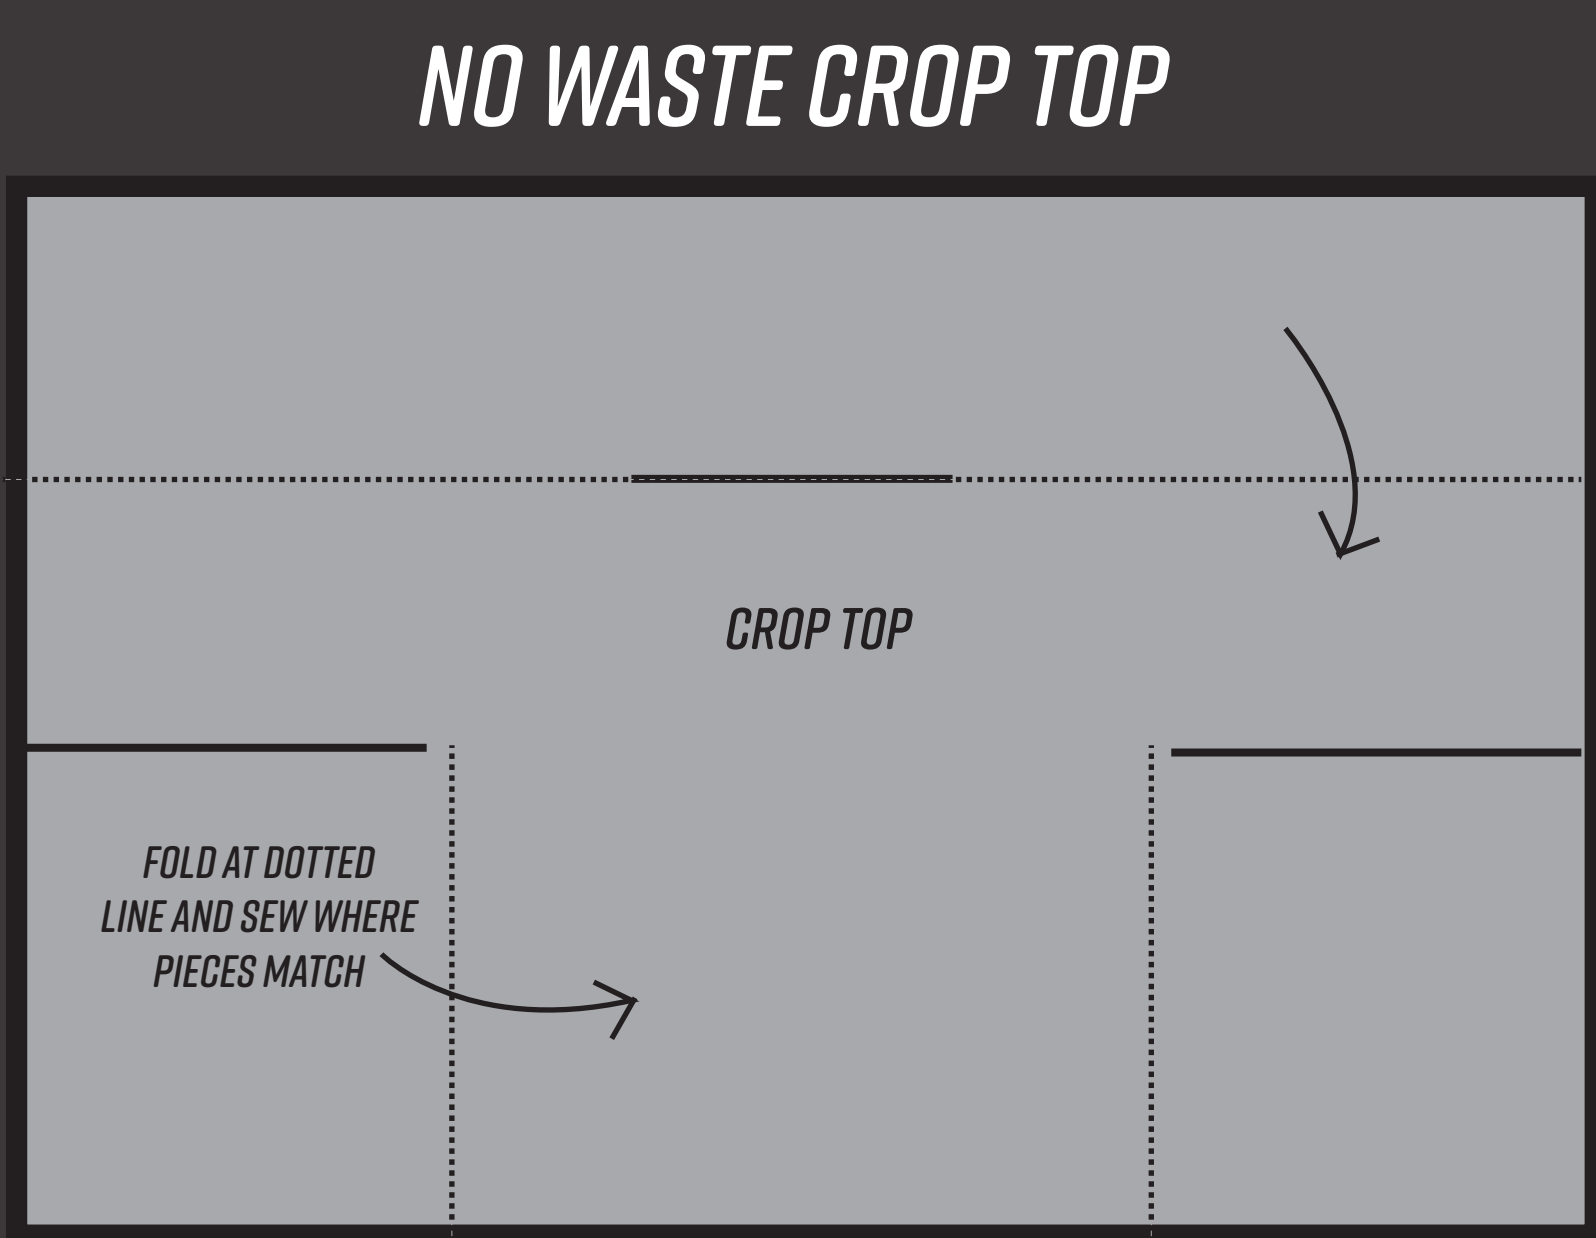 NO WASTE CROP TOP
CROP TOP
FOLD AT DOTTED
LINE AND SEW WHERE
PIECES MATCH